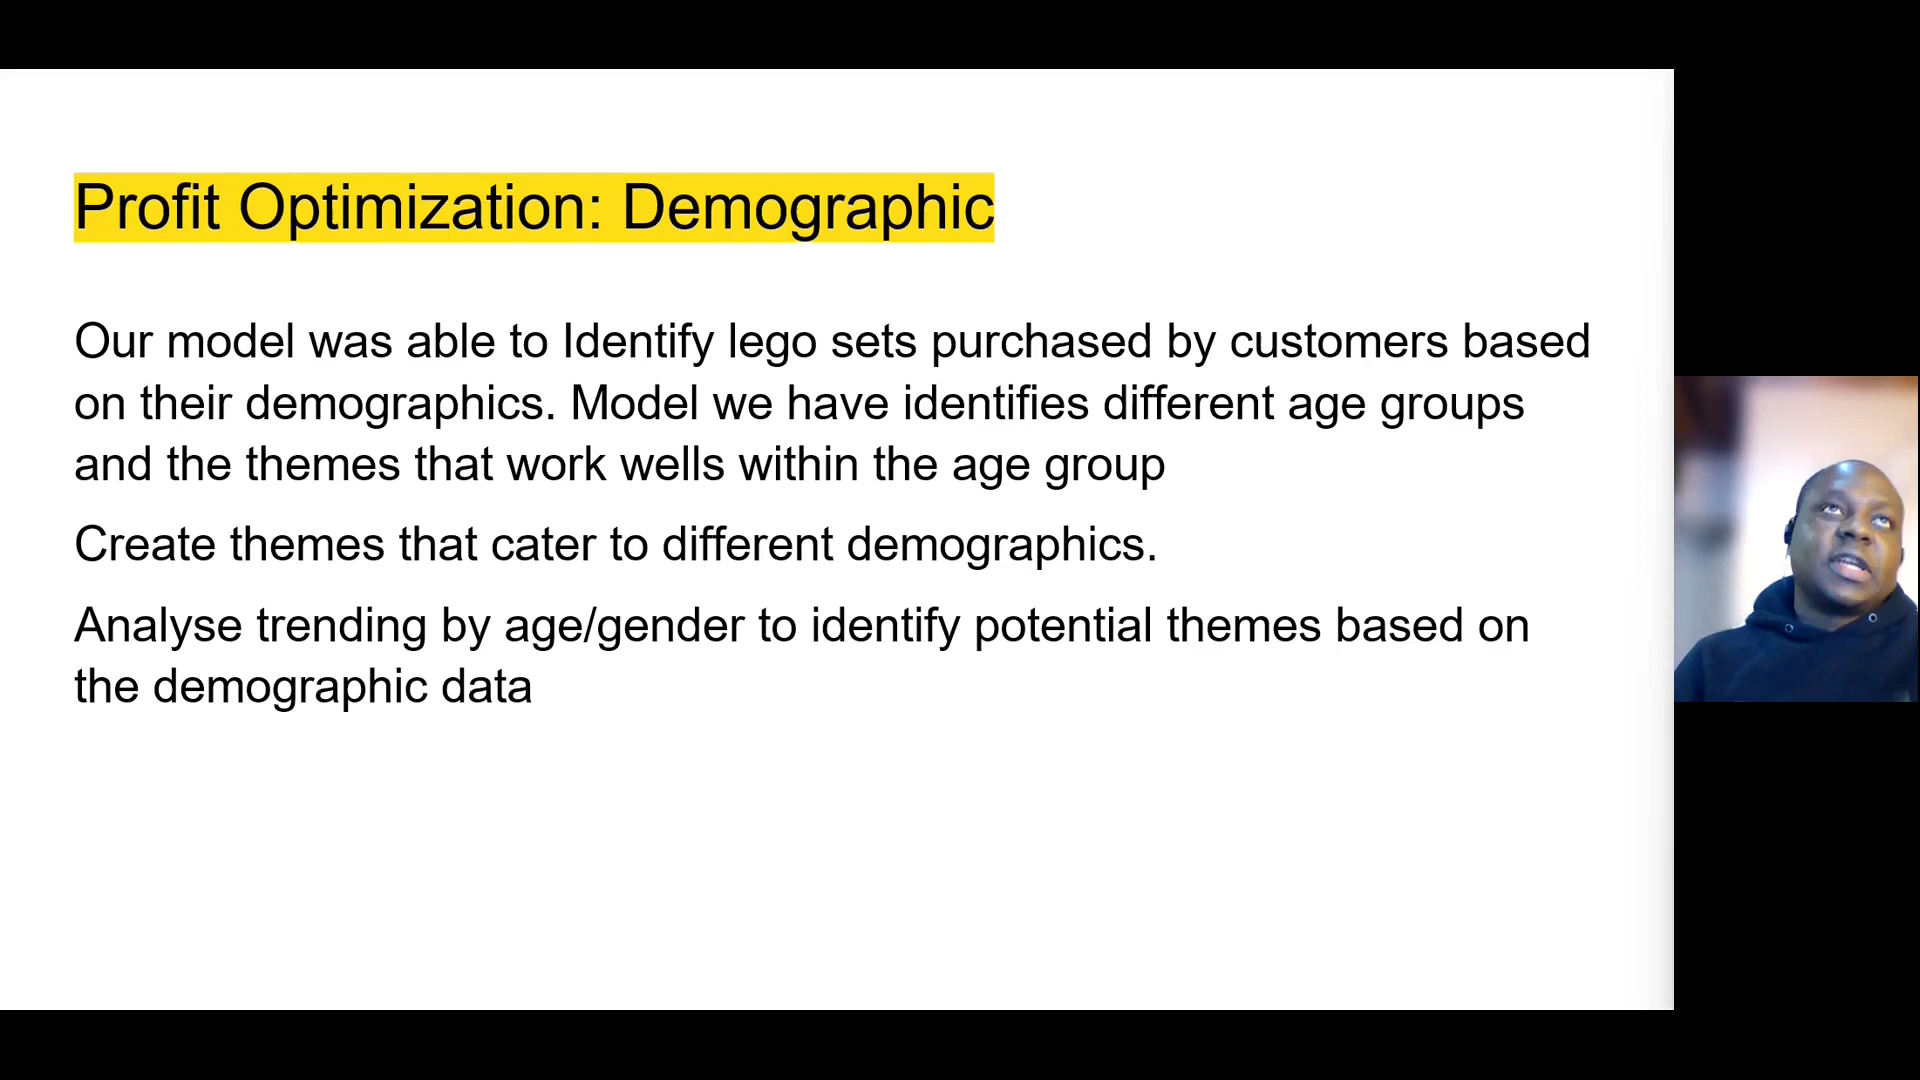 Profit Optimization: Demographic
Our model was able to Identify lego sets purchased by customers based
on their demographics. Model we have identifies different age groups
and the themes that work wells within the age group
Create themes that cater to different demographics.
Analyse trending by age/gender to identify potential themes based on
the demographic data